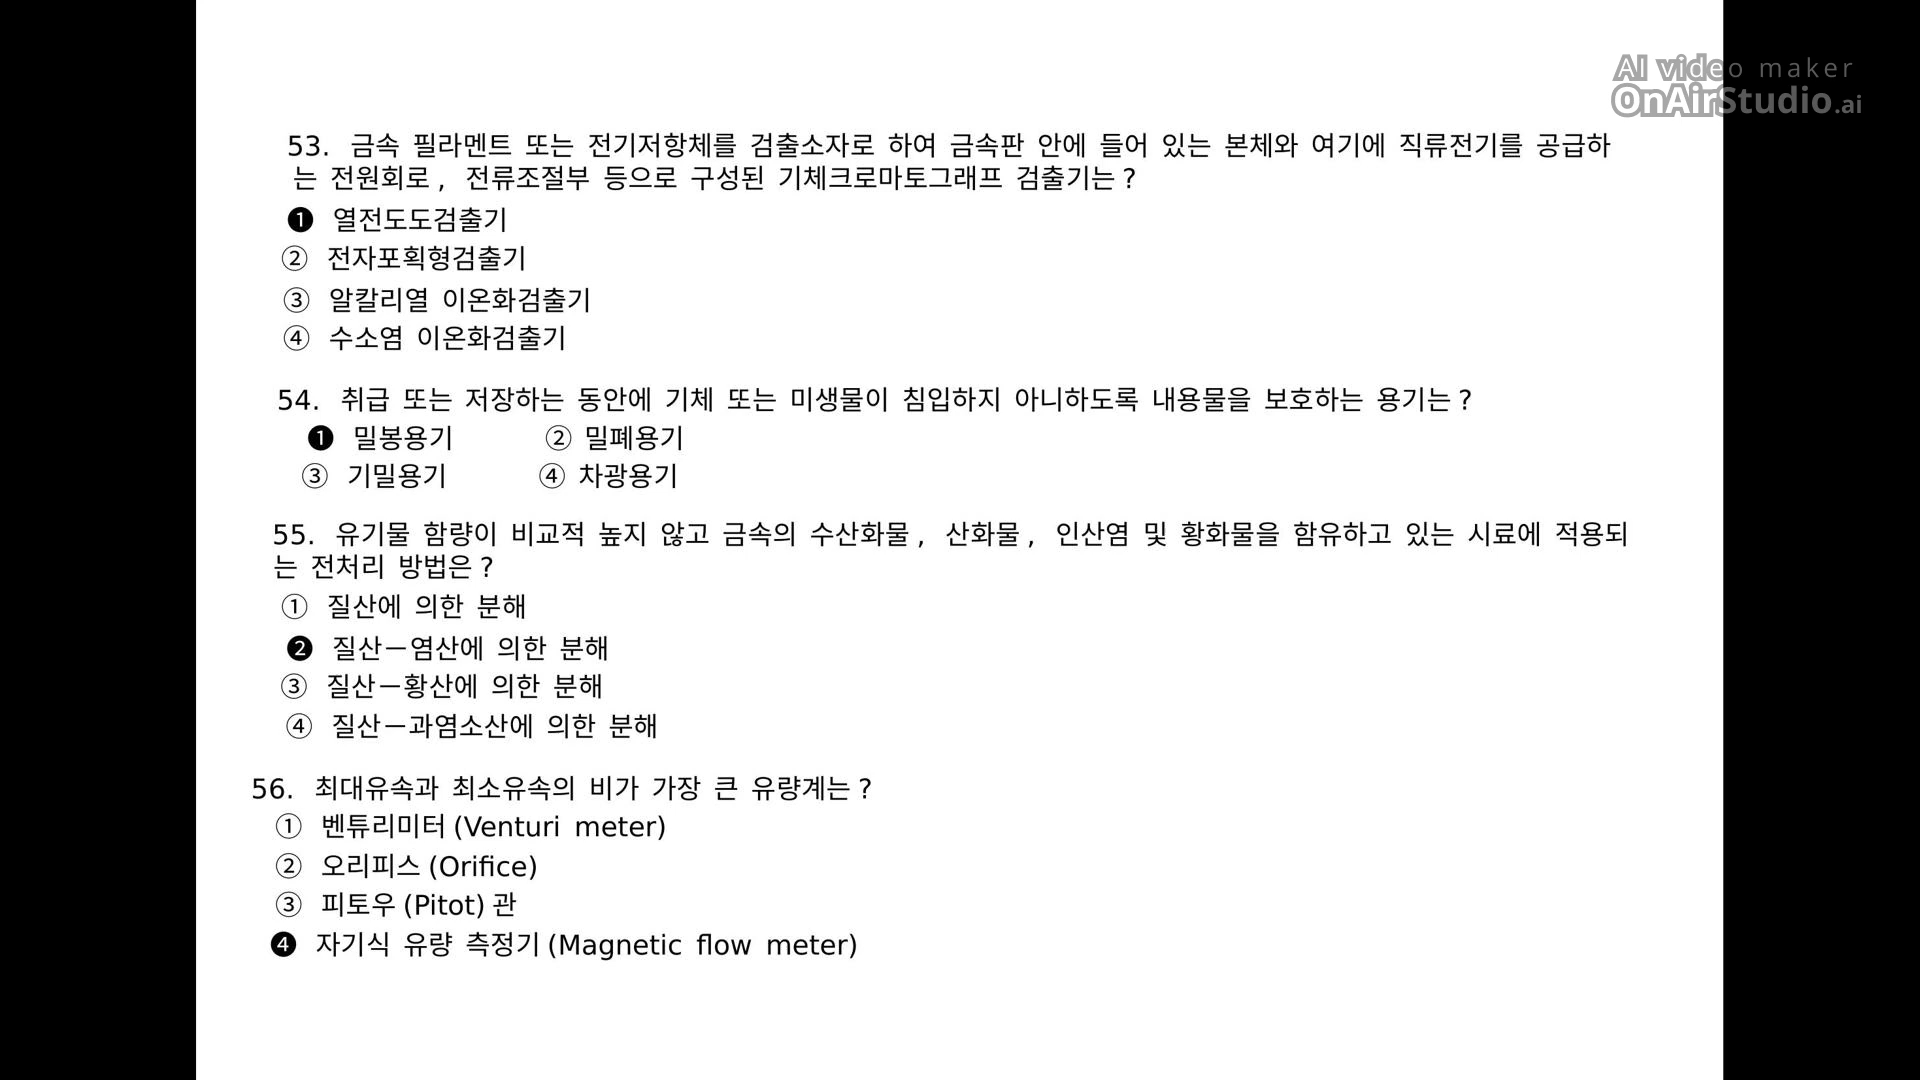 AI video maker
OnAirStudio.ai
53. 금속 필라멘트 또는 전기저항체를 검출소자로 하여 금속판 안에 들어 있는 본체와 여기에 직류전기를 공급하
는 전원회로, 전류조절부 등으로 구성된 기체크로마토그래프 검출기는?
❶ 열전도도검출기
② 전자포획형검출기
③ 알칼리열 이온화검출기
④ 수소염 이온화검출기
54. 취급 또는 저장하는 동안에 기체 또는 미생물이 침입하지 아니하도록 내용물을 보호하는 용기는?
❶ 밀봉용기 ② 밀폐용기
③ 기밀용기 ④ 차광용기
55. 유기물 함량이 비교적 높지 않고 금속의 수산화물, 산화물, 인산염 및 황화물을 함유하고 있는 시료에 적용되
는 전처리 방법은?
① 질산에 의한 분해
❷ 질산－염산에 의한 분해
③ 질산－황산에 의한 분해
④ 질산－과염소산에 의한 분해
56. 최대유속과 최소유속의 비가 가장 큰 유량계는?
① 벤튜리미터(Venturi meter)
② 오리피스(Orifice)
③ 피토우(Pitot)관
❹ 자기식 유량 측정기(Magnetic flow meter)